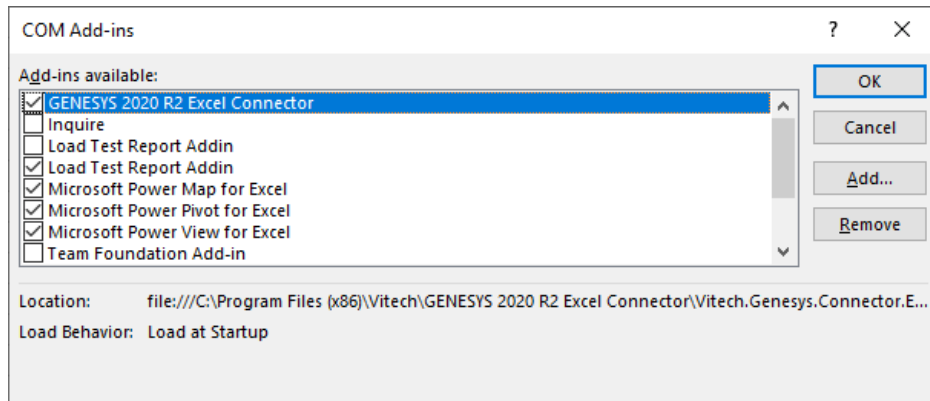 COM Add-ins ?
Add-ins available:
GENESYS 2020 R2 Excel Connector
Inquire
Load Test Report Addin
Load Test Report Addin
Microsoft Power Map for Excel
Microsoft Power Pivot for Excel
Microsoft Power View for Excel
Team Foundation Add-in
OK
Cancel
Add...
Remove
Location: file:///C:\Program Files (x86)\Vitech\GENESYS 2020 R2 Excel Connector\Vitech.Genesys.Connector.E...
Load Behavior: Load at Startup